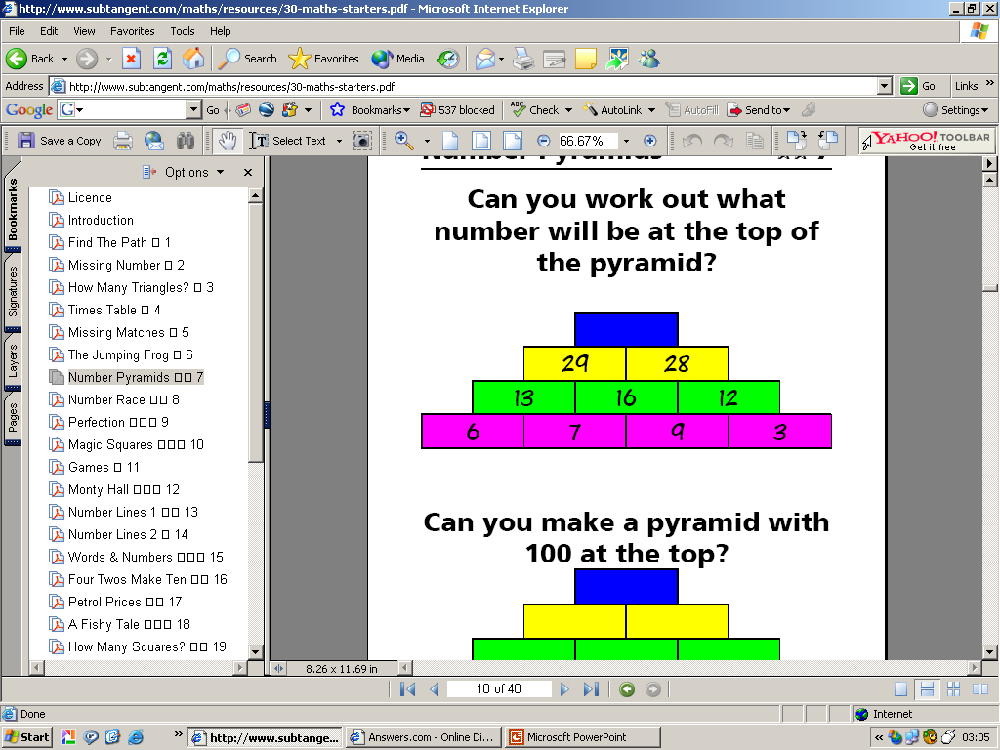 http://www.subtangent.com/maths/resources/30-maths-starters.pdf - Microsoft Internet Explorer
File Edit View Favorites Tools Help
Back Search Favorites Media
Address http://www.subtangent.com/maths/resources/30-maths-starters.pdf Go Links »
Google G Go Bookmarks 537 blocked ABC Check AutoLink AutoFill Send to Settings
Save a Copy Select Text 66.67% YAHOO! TOOLBAR
Get it free
Options
Bookmarks
Signatures
Layers
Pages
Licence
Introduction
Find The Path □ 1
Missing Number □ 2
How Many Triangles? □ 3
Times Table □ 4
Missing Matches □ 5
The Jumping Frog □ 6
Number Pyramids □□ 7
Number Race □□ 8
Perfection □□□ 9
Magic Squares □□□ 10
Games □ 11
Monty Hall □□□ 12
Number Lines 1 □□ 13
Number Lines 2 □ 14
Words & Numbers □□□ 15
Four Twos Make Ten □□ 16
Petrol Prices □□ 17
A Fishy Tale □□□ 18
How Many Squares? □□ 19
Number Pyramids
Can you work out what
number will be at the top of
the pyramid?
29 28
13 16 12
6 7 9 3
Can you make a pyramid with
100 at the top?
8.26 x 11.69 in
10 of 40
Done Internet
Start » http://www.subtange... Answers.com - Online Di... Microsoft PowerPoint « 03:05